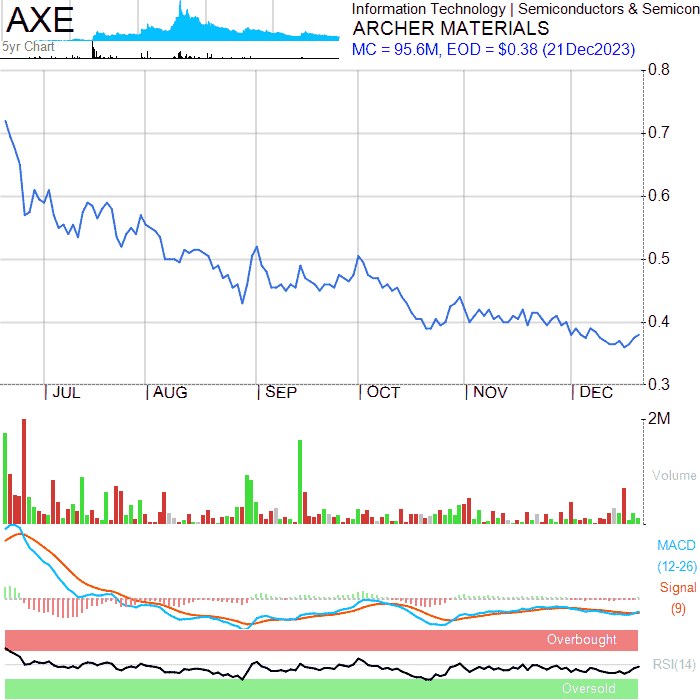 AXE
5yr Chart
Information Technology | Semiconductors & Semicon
ARCHER MATERIALS
MC = 95.6M, EOD = $0.38 (21Dec2023)
0.8
0.7
0.6
0.5
0.4
0.3
JUL AUG SEP OCT NOV DEC
2M
Volume
MACD
(12-26)
Signal
(9)
Overbought
RSI(14)
Oversold